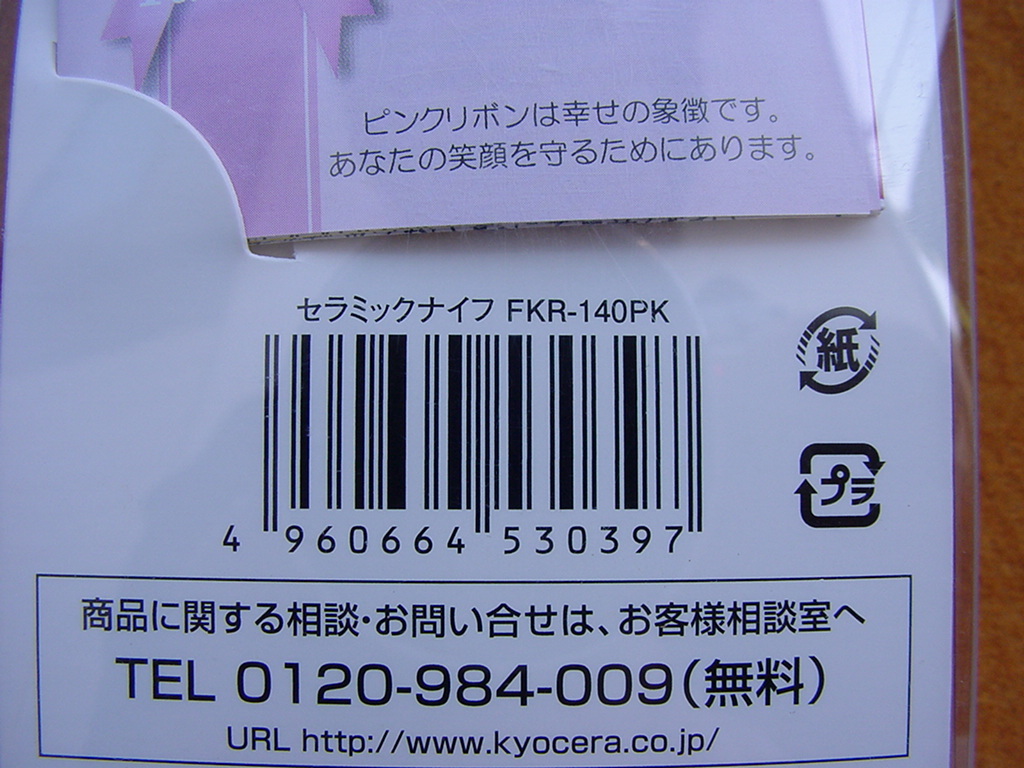 ピンクリボンは幸せの象徴です。
あなたの笑顔を守るためにあります。
セラミックナイフ FKR-140PK
紙
プラ
4 960664 530397
商品に関する相談・お問い合せは、お客様相談室へ
TEL 0120-984-009(無料)
URL http://www.kyocera.co.jp/